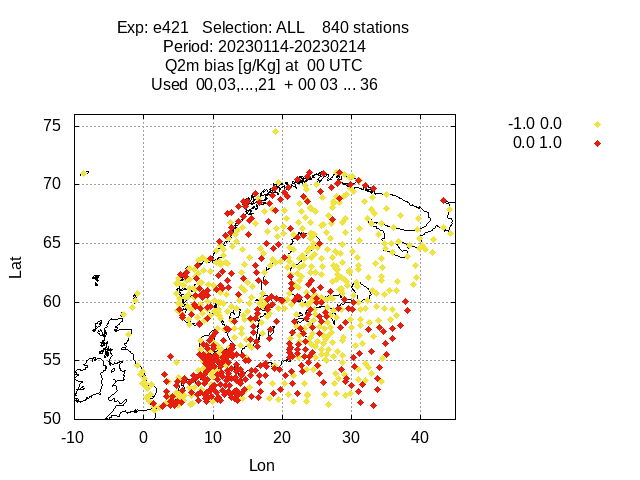 Exp: e421 Selection: ALL 840 stations
Period: 20230114-20230214
Q2m bias [g/Kg] at 00 UTC
Used 00,03,...,21 + 00 03 ... 36
-1.0 0.0
0.0 1.0
75
70
65
60
55
50
Lat
-10 0 10 20 30 40
Lon